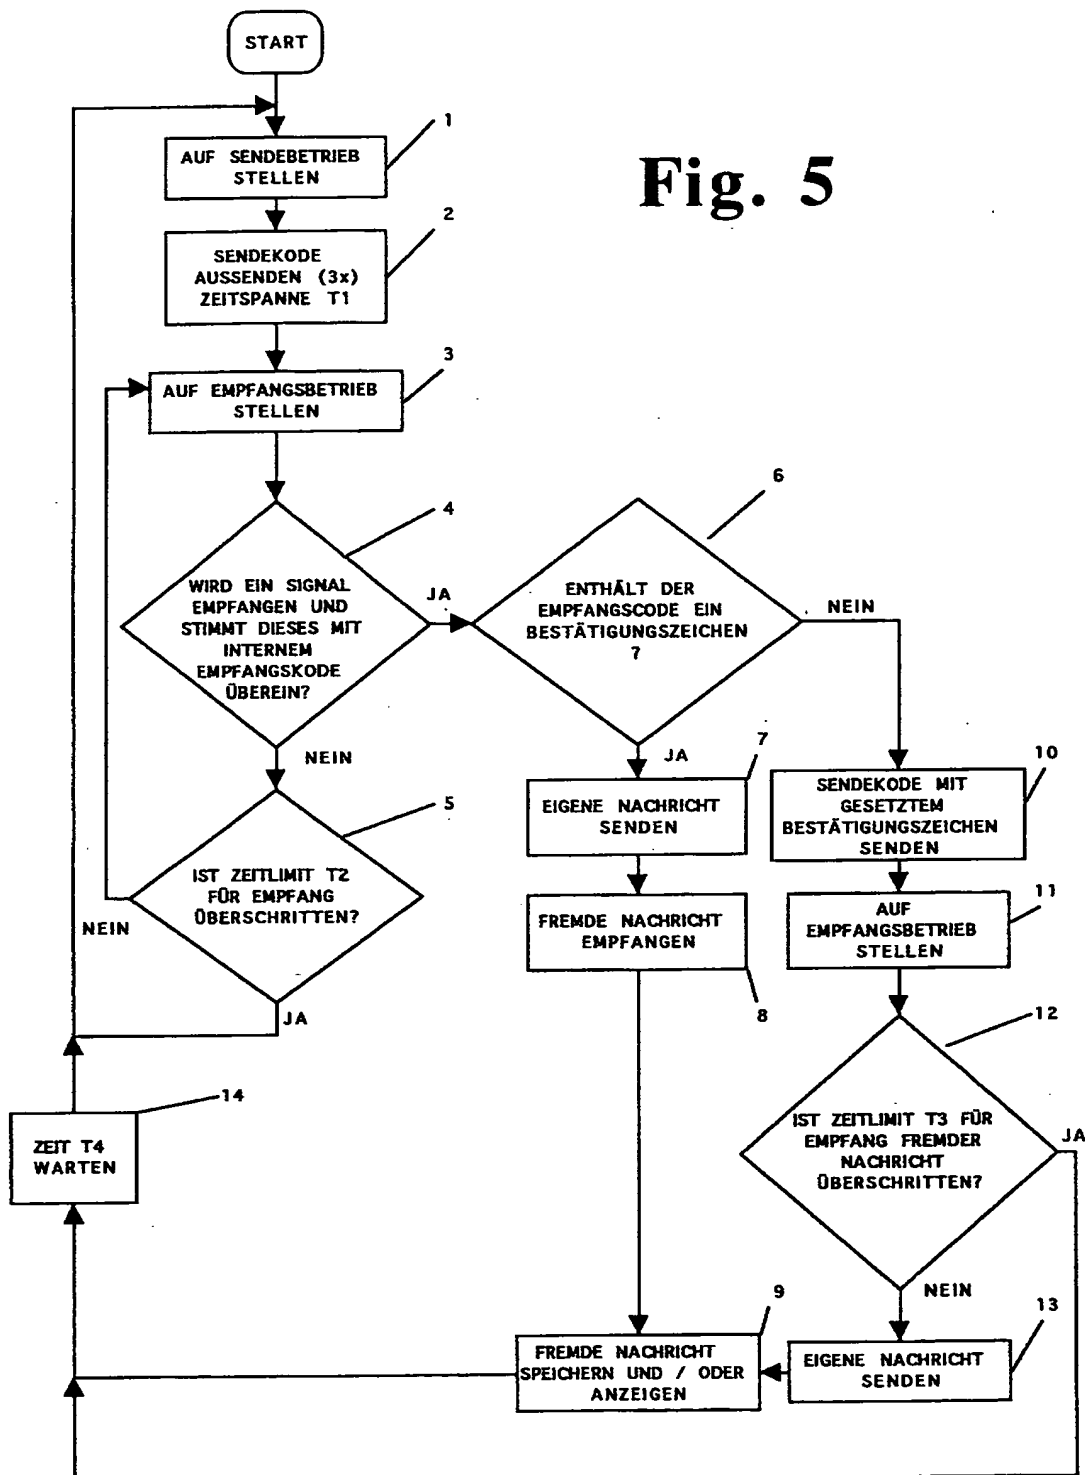 START
1
AUF SENDEBETRIEB
STELLEN
Fig. 5
2
SENDEKODE
AUSSENDEN (3x)
ZEITSPANNE T1
3
AUF EMPFANGSBETRIEB
STELLEN
4
WIRD EIN SIGNAL
EMPFANGEN UND
STIMMT DIESES MIT
INTERNEM
EMPFANGSKODE
ÜBEREIN?
JA
6
ENTHÄLT DER
EMPFANGSCODE EIN
BESTÄTIGUNGSZEICHEN
?
NEIN
NEIN
JA
5
IST ZEITLIMIT T2
FÜR EMPFANG
ÜBERSCHRITTEN?
NEIN
JA
7
EIGENE NACHRICHT
SENDEN
10
SENDEKODE MIT
GESETZTEM
BESTÄTIGUNGSZEICHEN
SENDEN
FREMDE NACHRICHT
EMPFANGEN
8
11
AUF
EMPFANGSBETRIEB
STELLEN
12
IST ZEITLIMIT T3 FÜR
EMPFANG FREMDER
NACHRICHT
ÜBERSCHRITTEN?
JA
NEIN
14
ZEIT T4
WARTEN
9
FREMDE NACHRICHT
SPEICHERN UND / ODER
ANZEIGEN
13
EIGENE NACHRICHT
SENDEN